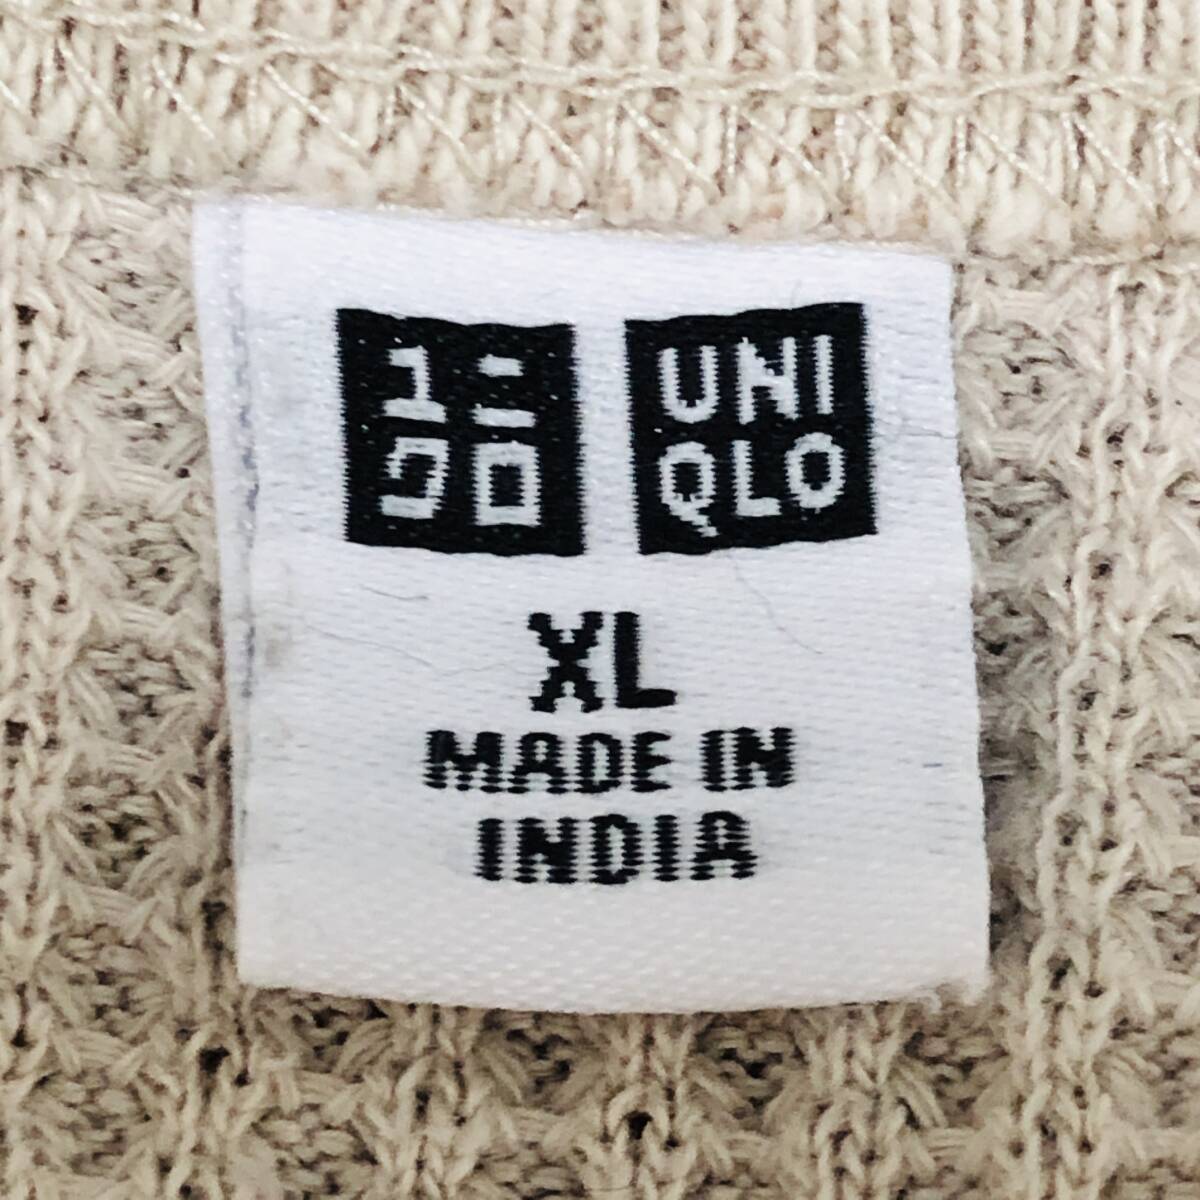 ユニ
クロ
UNI
QLO
XL
MADE IN
INDIA